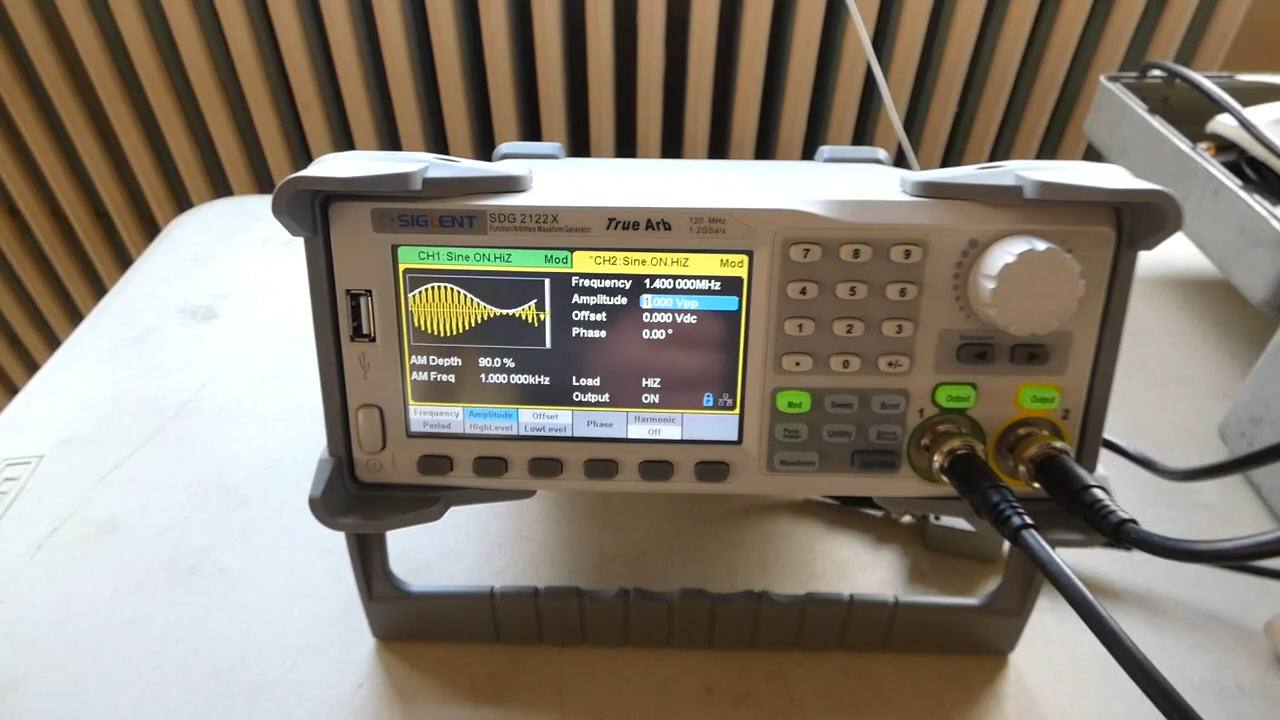 SIGLENT
SDG 2122X
Function/Arbitrary Waveform Generator
True Arb
120 MHz
1.2GSa/s
CH1:Sine.ON.HiZ Mod
*CH2:Sine.ON.HiZ Mod
Frequency 1.400 000MHz
Amplitude 1.000 Vpp
Offset 0.000 Vdc
Phase 0.00 °
AM Depth 90.0 %
AM Freq 1.000 000kHz
Load HiZ
Output ON
Frequency
Period
Amplitude
HighLevel
Offset
LowLevel
Phase
Harmonic
Off
7 8 9
4 5 6
1 2 3
• 0 +/-
Mod Sweep Burst
Parameter Utility Store Recall
Waveforms
Output Output
1 2